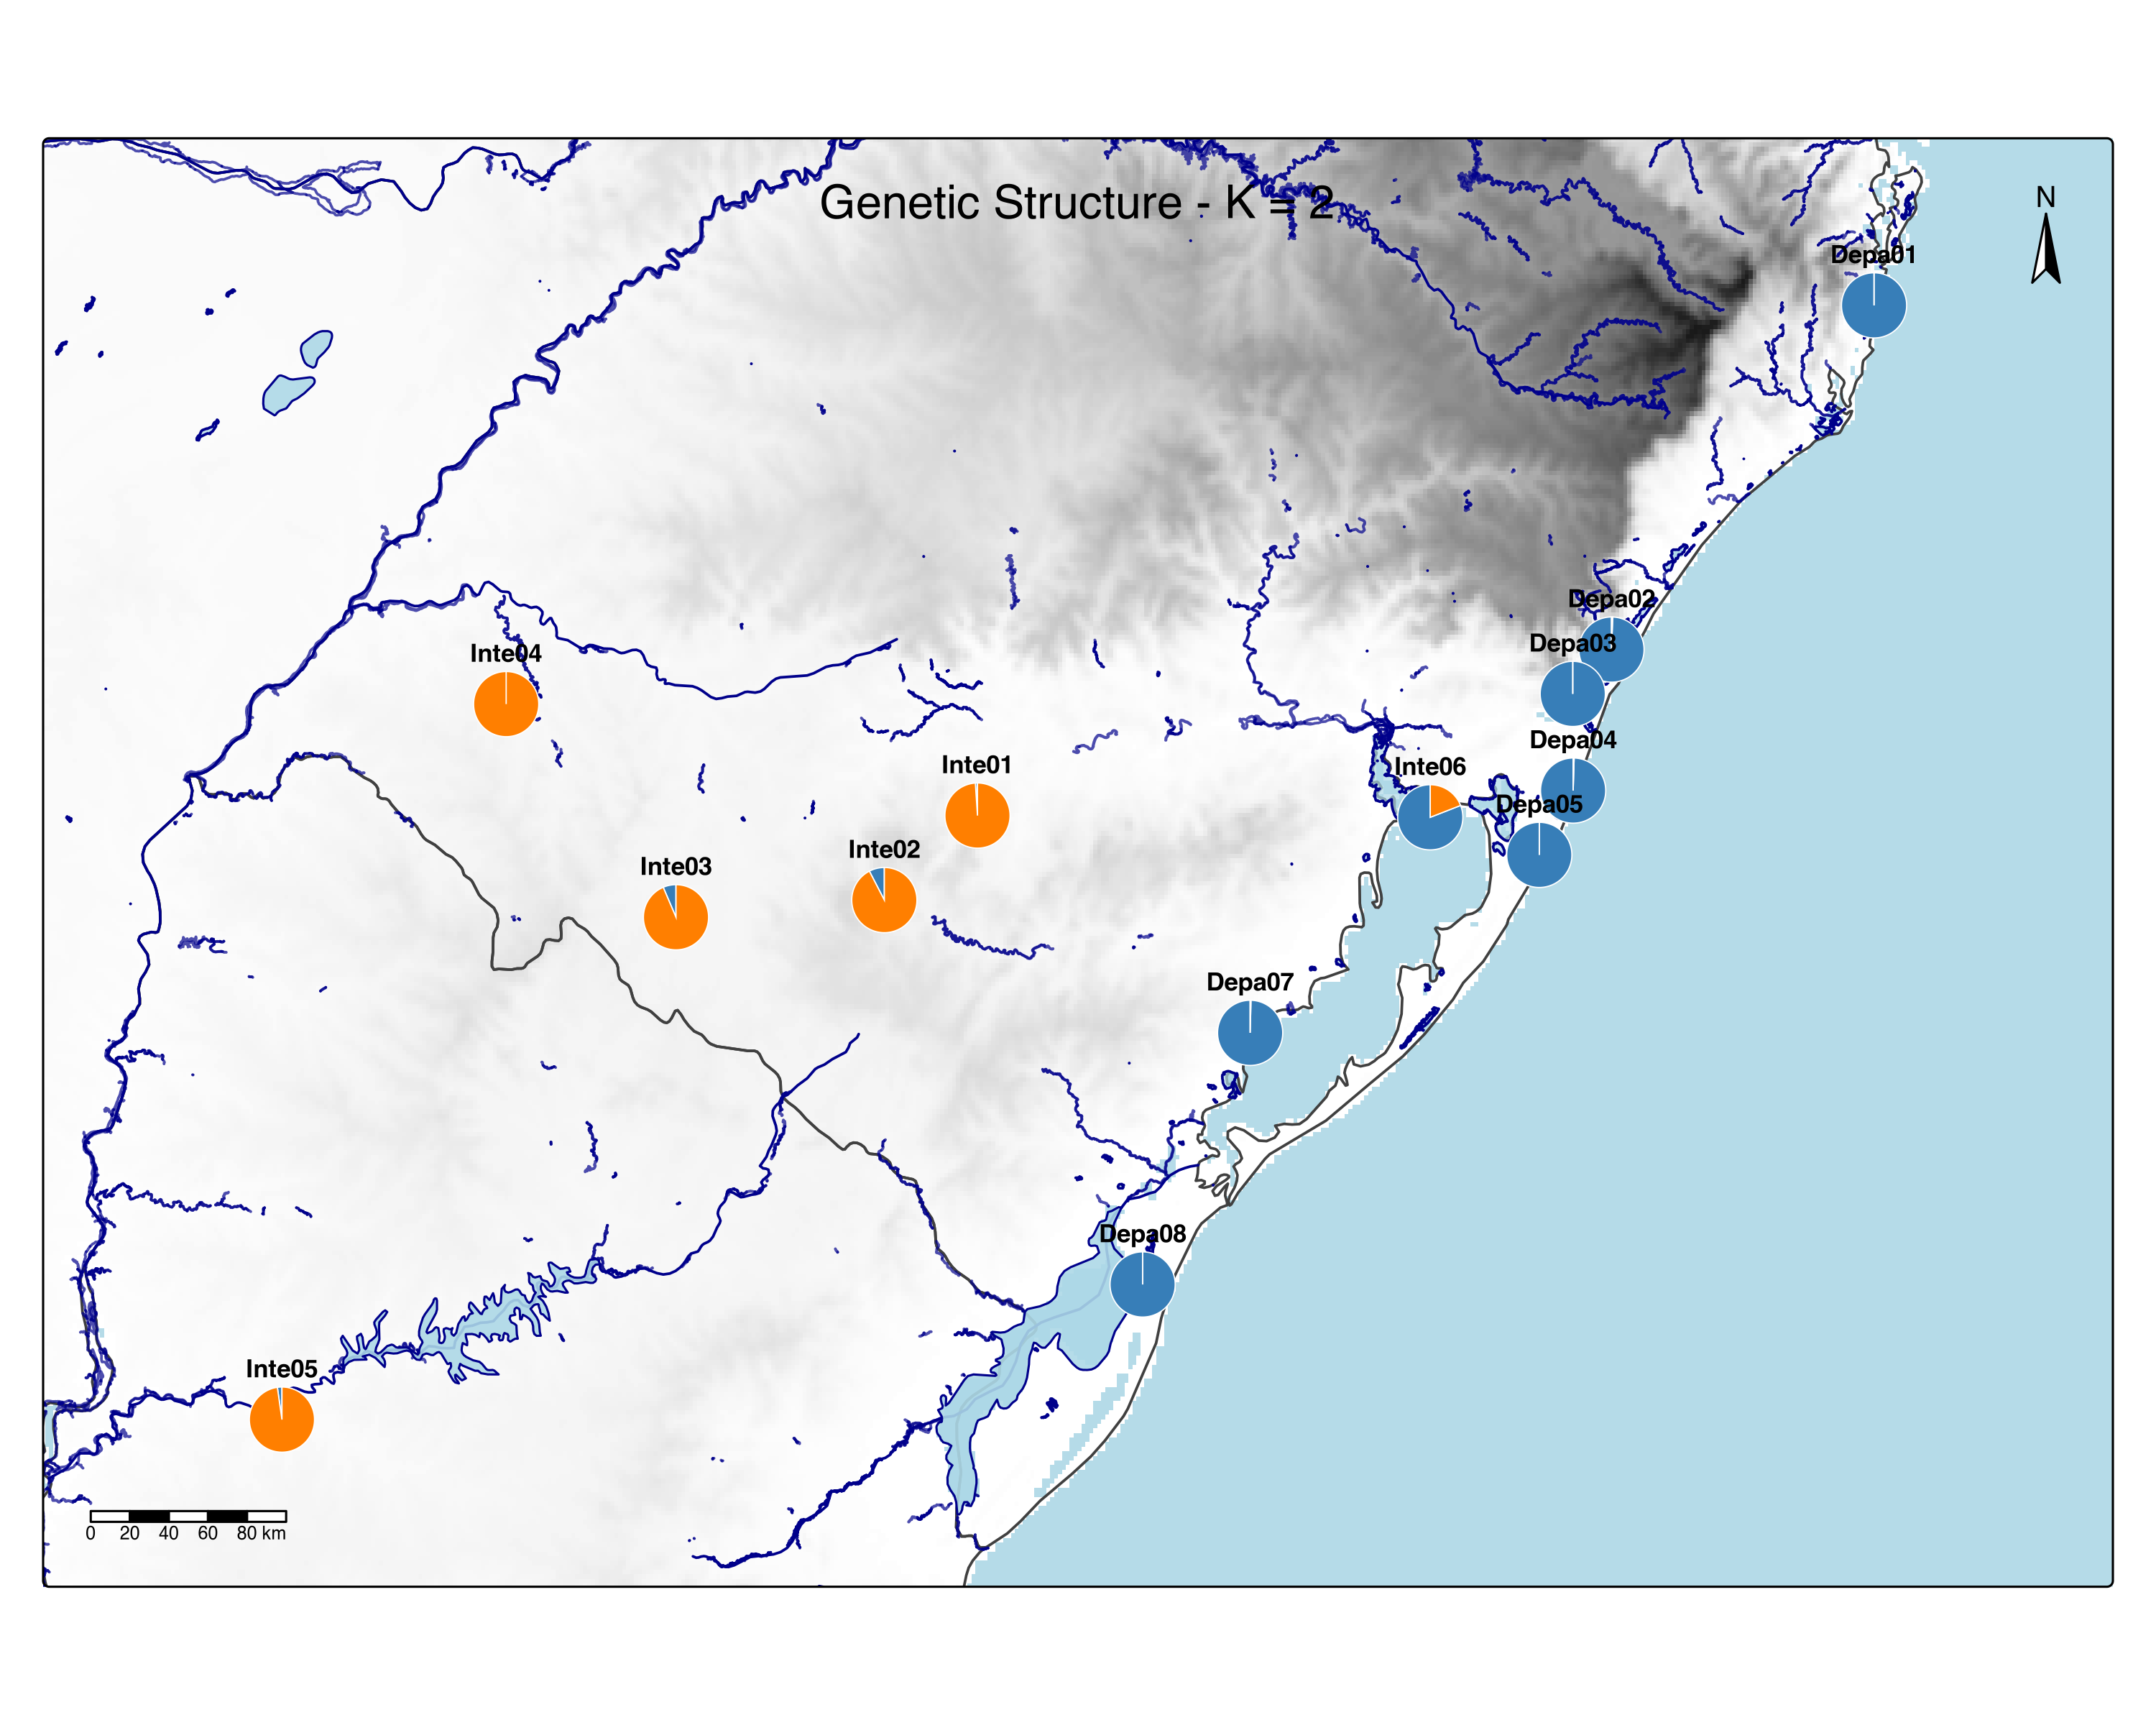 Genetic Structure - K = 2
N
Depa01
Depa02
Depa03
Inte04
Depa04
Inte01
Inte06
Depa05
Inte02
Inte03
Depa07
Depa08
Inte05
0 20 40 60 80 km